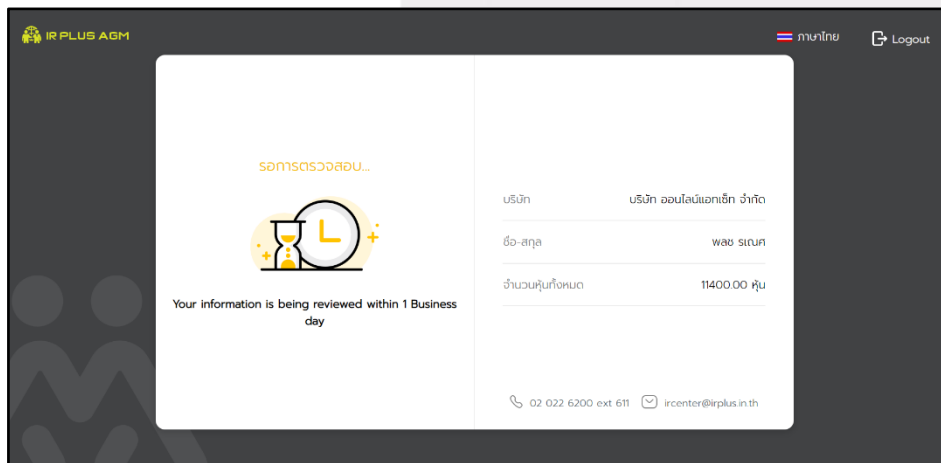 IR PLUS AGM
ภาษาไทย
Logout
รอการตรวจสอบ...
Your information is being reviewed within 1 Business
day
บริษัท บริษัท ออนไลน์แอทเซ็ท จำกัด
ชื่อ-สกุล พลช ระเณศ
จำนวนหุ้นทั้งหมด 11400.00 หุ้น
02 022 6200 ext 611 ircenter@irplus.in.th